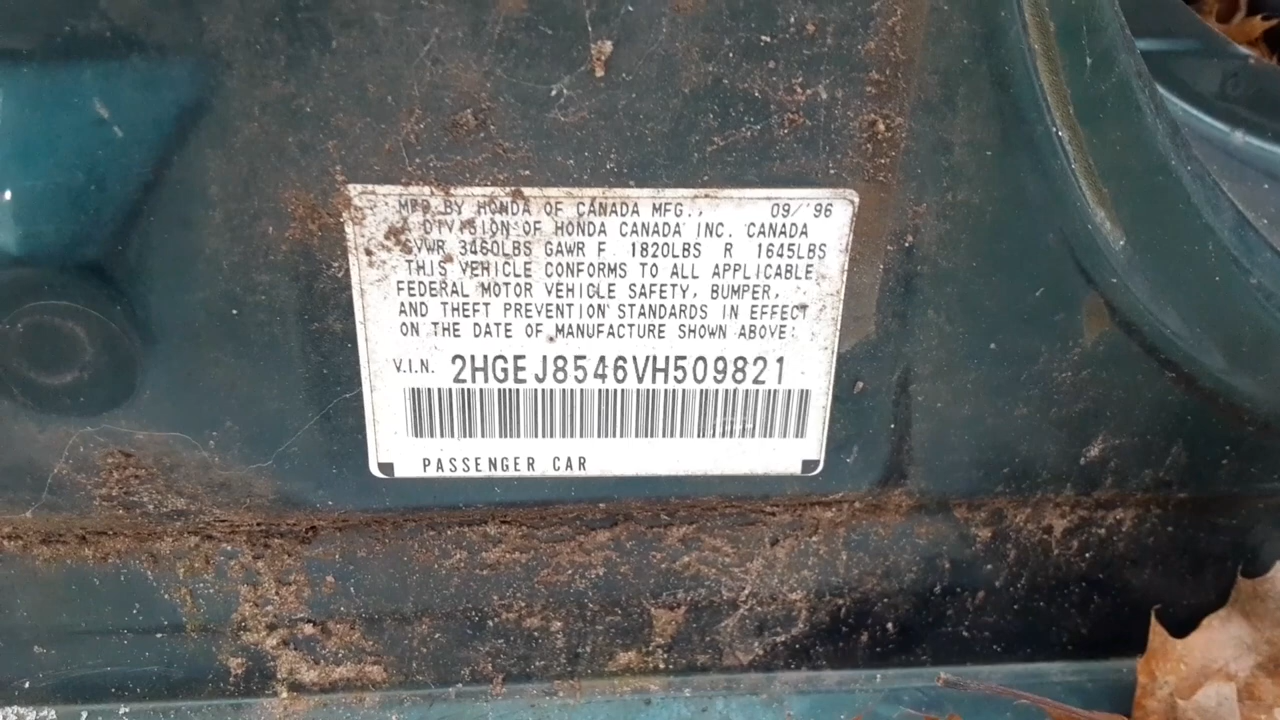 MFD BY HONDA OF CANADA MFG., 09/'96
A DIVISION OF HONDA CANADA INC. CANADA
GVWR 3460LBS GAWR F 1820LBS R 1645LBS
THIS VEHICLE CONFORMS TO ALL APPLICABLE
FEDERAL MOTOR VEHICLE SAFETY, BUMPER,
AND THEFT PREVENTION STANDARDS IN EFFECT
ON THE DATE OF MANUFACTURE SHOWN ABOVE.
V.I.N. 2HGEJ8546VH509821
PASSENGER CAR